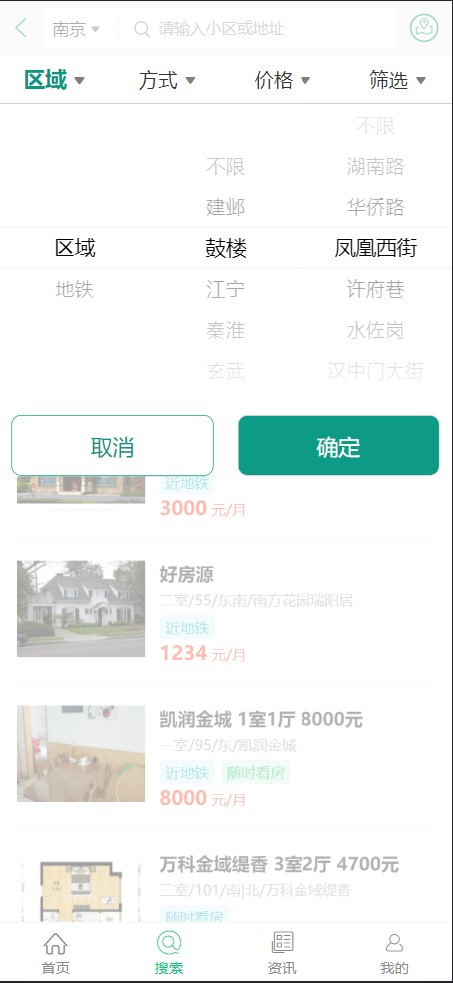 南京 请输入小区或地址
区域 方式 价格 筛选
不限
不限 湖南路
建邺 华侨路
区域 鼓楼 凤凰西街
地铁 江宁 许府巷
秦淮 水佐岗
玄武 汉中门大街
取消 确定
近地铁
3000 元/月
好房源
二室/55/东南/南方花园瑞阳居
近地铁
1234 元/月
凯润金城 1室1厅 8000元
一室/95/东/凯润金城
近地铁 随时看房
8000 元/月
万科金域缇香 3室2厅 4700元
三室/101/南|北/万科金域缇香
随时看房
首页 搜索 资讯 我的